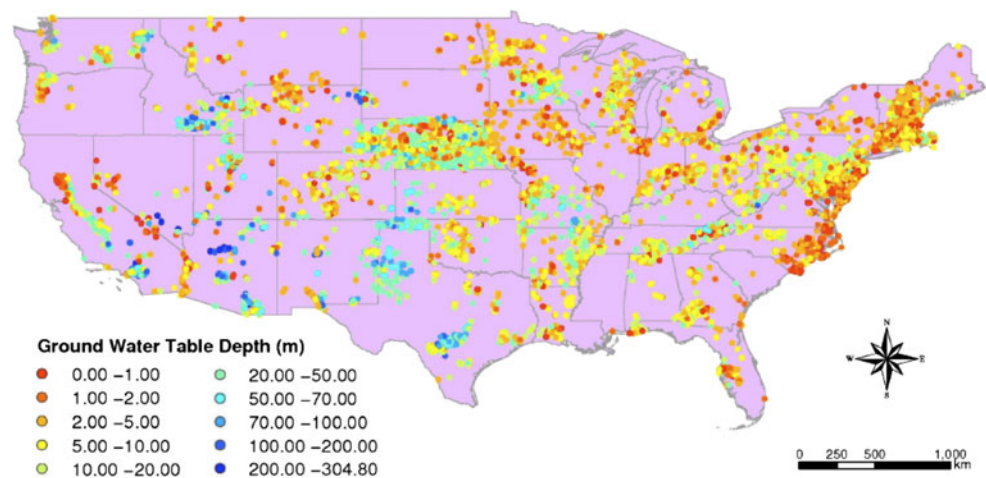 Ground Water Table Depth (m)
0.00 –1.00
1.00 –2.00
2.00 –5.00
5.00 –10.00
10.00 –20.00
20.00 –50.00
50.00 –70.00
70.00 –100.00
100.00 –200.00
200.00 –304.80
N
W
E
S
0 250 500 1,000
km